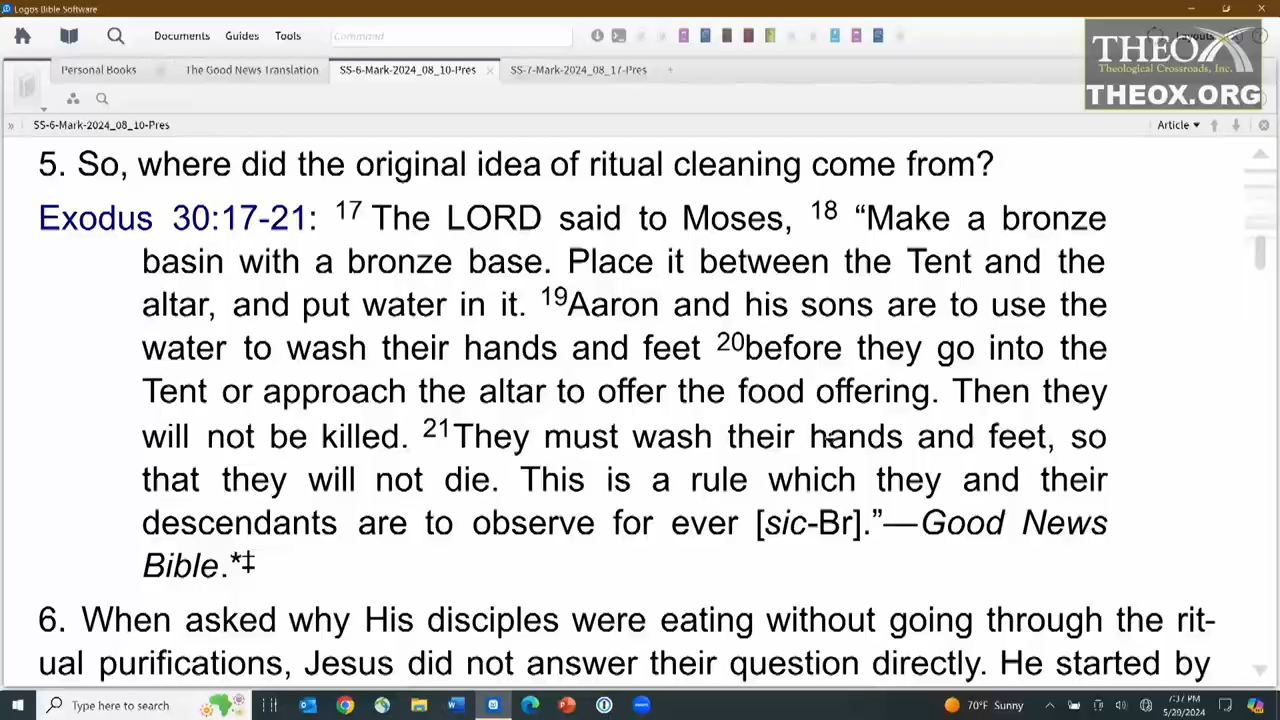 Logos Bible Software
Documents Guides Tools Command
THEOX
Theological Crossroads, Inc.
THEOX.ORG
Personal Books The Good News Translation SS-6-Mark-2024_08_10-Pres SS-7-Mark-2024_08_17-Pres
SS-6-Mark-2024_08_10-Pres Article
5. So, where did the original idea of ritual cleaning come from?
Exodus 30:17-21: 17 The LORD said to Moses, 18 “Make a bronze
basin with a bronze base. Place it between the Tent and the
altar, and put water in it. 19Aaron and his sons are to use the
water to wash their hands and feet 20before they go into the
Tent or approach the altar to offer the food offering. Then they
will not be killed. 21They must wash their hands and feet, so
that they will not die. This is a rule which they and their
descendants are to observe for ever [sic-Br].”—Good News
Bible.*‡
6. When asked why His disciples were eating without going through the rit-
ual purifications, Jesus did not answer their question directly. He started by
Type here to search 70°F Sunny 7:37 PM
5/29/2024